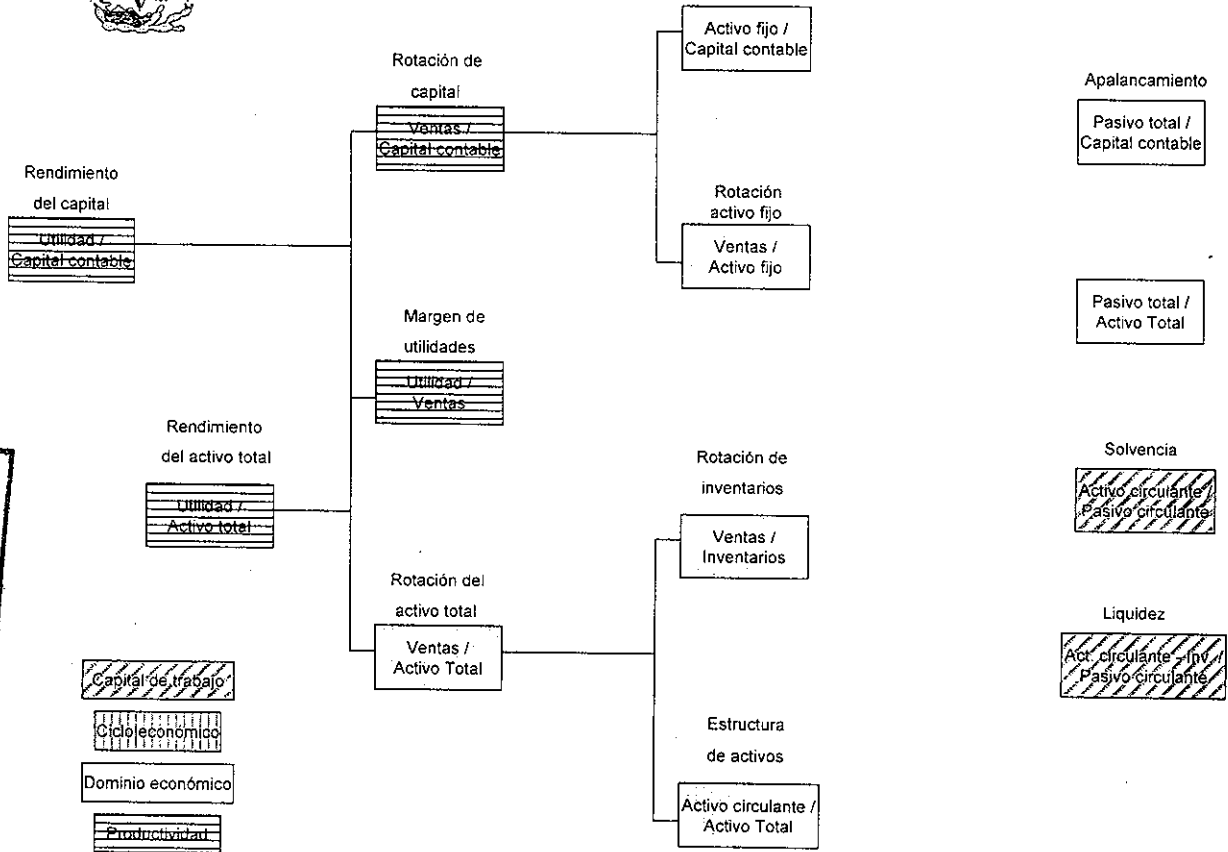 Activo fijo /
Capital contable
Rotación de
capital
Ventas /
Capital contable
Apalancamiento
Pasivo total /
Capital contable
Rendimiento
del capital
Utilidad /
Capital contable
Rotación
activo fijo
Ventas /
Activo fijo
Pasivo total /
Activo Total
Margen de
utilidades
Utilidad /
Ventas
Rendimiento
del activo total
Utilidad /
Activo total
Rotación de
inventarios
Ventas /
Inventarios
Solvencia
Activo circulante /
Pasivo circulante
Rotación del
activo total
Ventas /
Activo Total
Liquidez
Act. circulante - Inv. /
Pasivo circulante
Estructura
de activos
Activo circulante /
Activo Total
Capital de trabajo
Ciclo económico
Dominio económico
Productividad